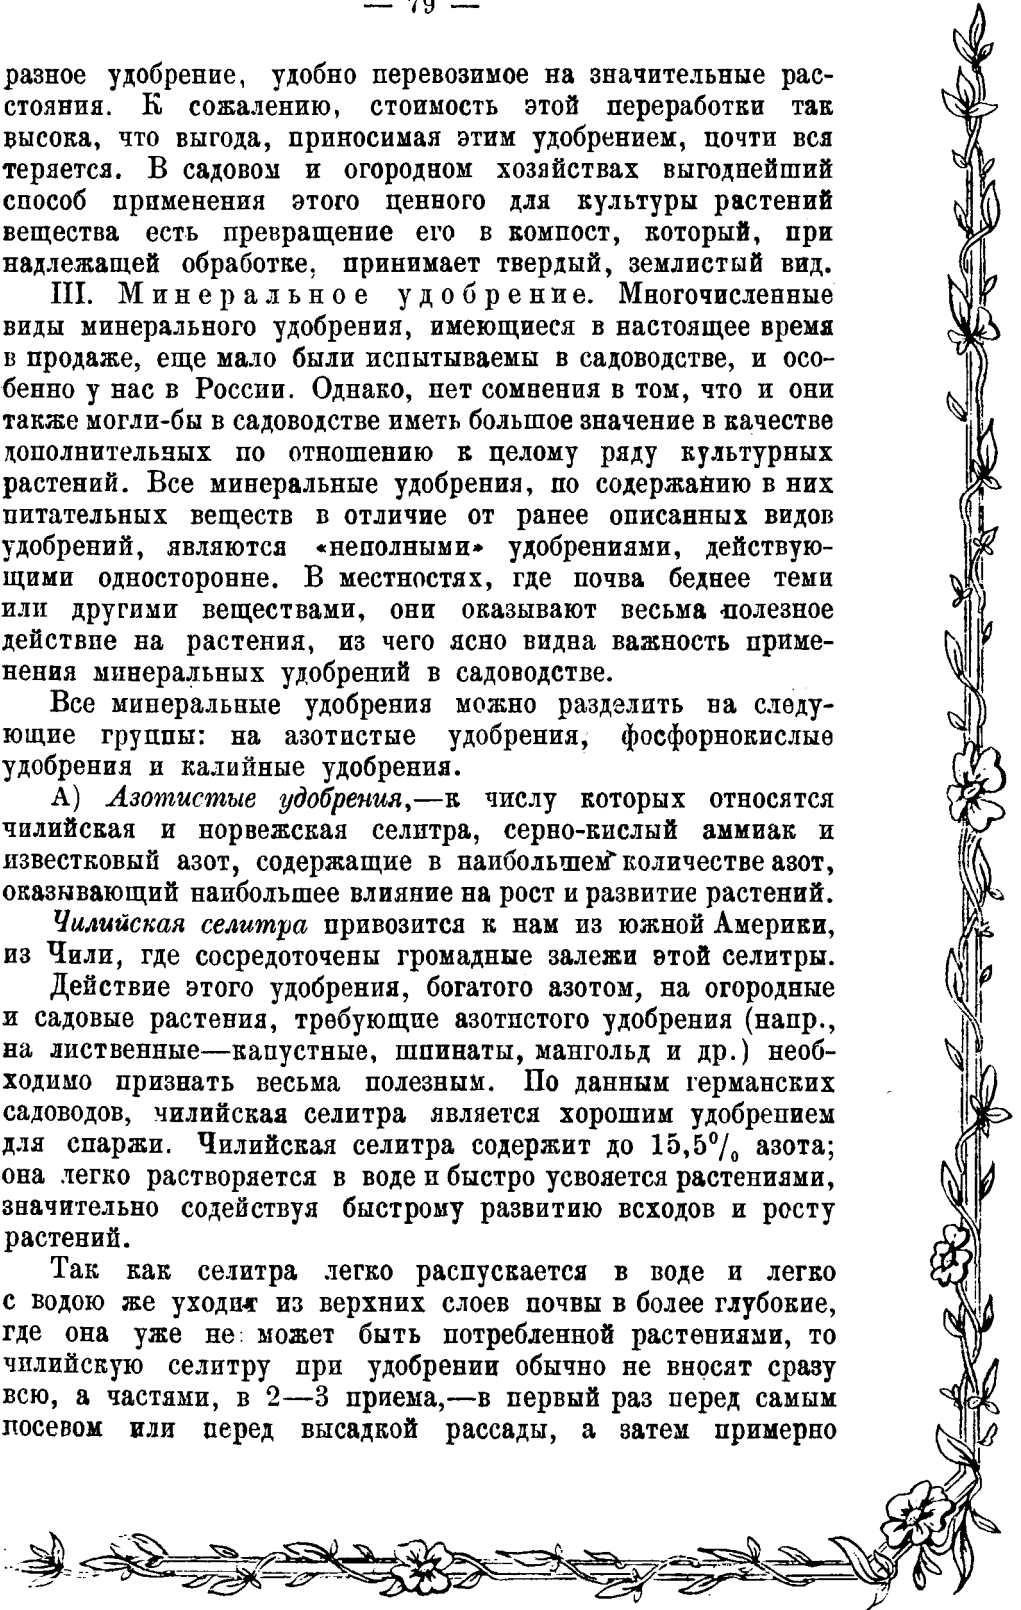 — 79 —
разное удобрение, удобно перевозимое на значительные рас-
стояния. К сожалению, стоимость этой переработки так
высока, что выгода, приносимая этим удобрением, почти вся
теряется. В садовом и огородном хозяйствах выгоднейший
способ применения этого ценного для культуры растений
вещества есть превращение его в компост, который, при
надлежащей обработке, принимает твердый, землистый вид.
III. Минеральное удобрение. Многочисленные
виды минерального удобрения, имеющиеся в настоящее время
в продаже, еще мало были испытываемы в садоводстве, и осо-
бенно у нас в России. Однако, нет сомнения в том, что и они
также могли-бы в садоводстве иметь большое значение в качестве
дополнительных по отношению к целому ряду культурных
растений. Все минеральные удобрения, по содержанию в них
питательных веществ в отличие от ранее описанных видов
удобрений, являются «неполными» удобрениями, действую-
щими односторонне. В местностях, где почва беднее теми
или другими веществами, они оказывают весьма полезное
действие на растения, из чего ясно видна важность приме-
нения минеральных удобрений в садоводстве.
Все минеральные удобрения можно разделить на следу-
ющие группы: на азотистые удобрения, фосфорнокислые
удобрения и калийные удобрения.
А) Азотистые удобрения,—к числу которых относятся
чилийская и норвежская селитра, серно-кислый аммиак и
известковый азот, содержащие в наибольшем количестве азот,
оказывающий наибольшее влияние на рост и развитие растений.
Чилийская селитра привозится к нам из южной Америки,
из Чили, где сосредоточены громадные залежи этой селитры.
Действие этого удобрения, богатого азотом, на огородные
и садовые растения, требующие азотистого удобрения (напр.,
на лиственные—капустные, шпинаты, мангольд и др.) необ-
ходимо признать весьма полезным. По данным германских
садоводов, чилийская селитра является хорошим удобрением
для спаржи. Чилийская селитра содержит до 15,5% азота;
она легко растворяется в воде и быстро усвояется растениями,
значительно содействуя быстрому развитию всходов и росту
растений.
Так как селитра легко распускается в воде и легко
с водою же уходит из верхних слоев почвы в более глубокие,
где она уже не может быть потребленной растениями, то
чилийскую селитру при удобрении обычно не вносят сразу
всю, а частями, в 2—3 приема,—в первый раз перед самым
посевом или перед высадкой рассады, а затем примерно